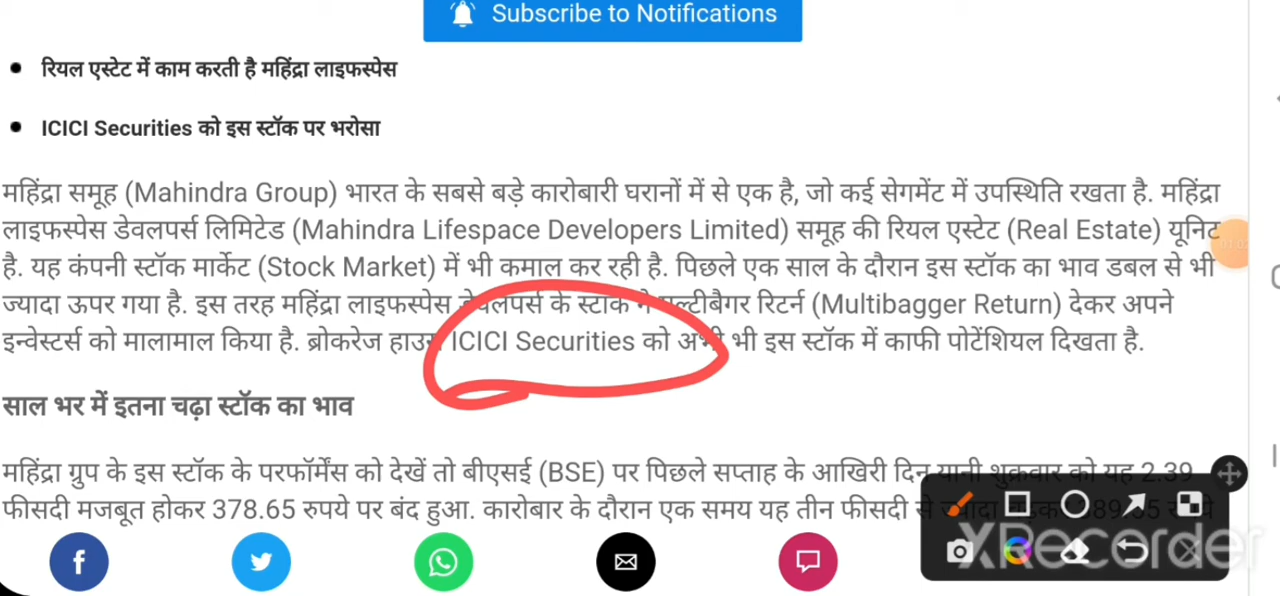 Subscribe to Notifications
रियल एस्टेट में काम करती है महिंद्रा लाइफस्पेस
ICICI Securities को इस स्टॉक पर भरोसा
महिंद्रा समूह (Mahindra Group) भारत के सबसे बड़े कारोबारी घरानों में से एक है, जो कई सेगमेंट में उपस्थिति रखता है. महिंद्रा
लाइफस्पेस डेवलपर्स लिमिटेड (Mahindra Lifespace Developers Limited) समूह की रियल एस्टेट (Real Estate) यूनिट
है. यह कंपनी स्टॉक मार्केट (Stock Market) में भी कमाल कर रही है. पिछले एक साल के दौरान इस स्टॉक का भाव डबल से भी
ज्यादा ऊपर गया है. इस तरह महिंद्रा लाइफस्पेस डेवलपर्स के स्टॉक ने मल्टीबैगर रिटर्न (Multibagger Return) देकर अपने
इन्वेस्टर्स को मालामाल किया है. ब्रोकरेज हाउस ICICI Securities को अभी भी इस स्टॉक में काफी पोटेंशियल दिखता है.
साल भर में इतना चढ़ा स्टॉक का भाव
महिंद्रा ग्रुप के इस स्टॉक के परफॉर्मेंस को देखें तो बीएसई (BSE) पर पिछले सप्ताह के आखिरी दिन यानी शुक्रवार को यह 2.39
फीसदी मजबूत होकर 378.65 रुपये पर बंद हुआ. कारोबार के दौरान एक समय यह तीन फीसदी से
XRecorder